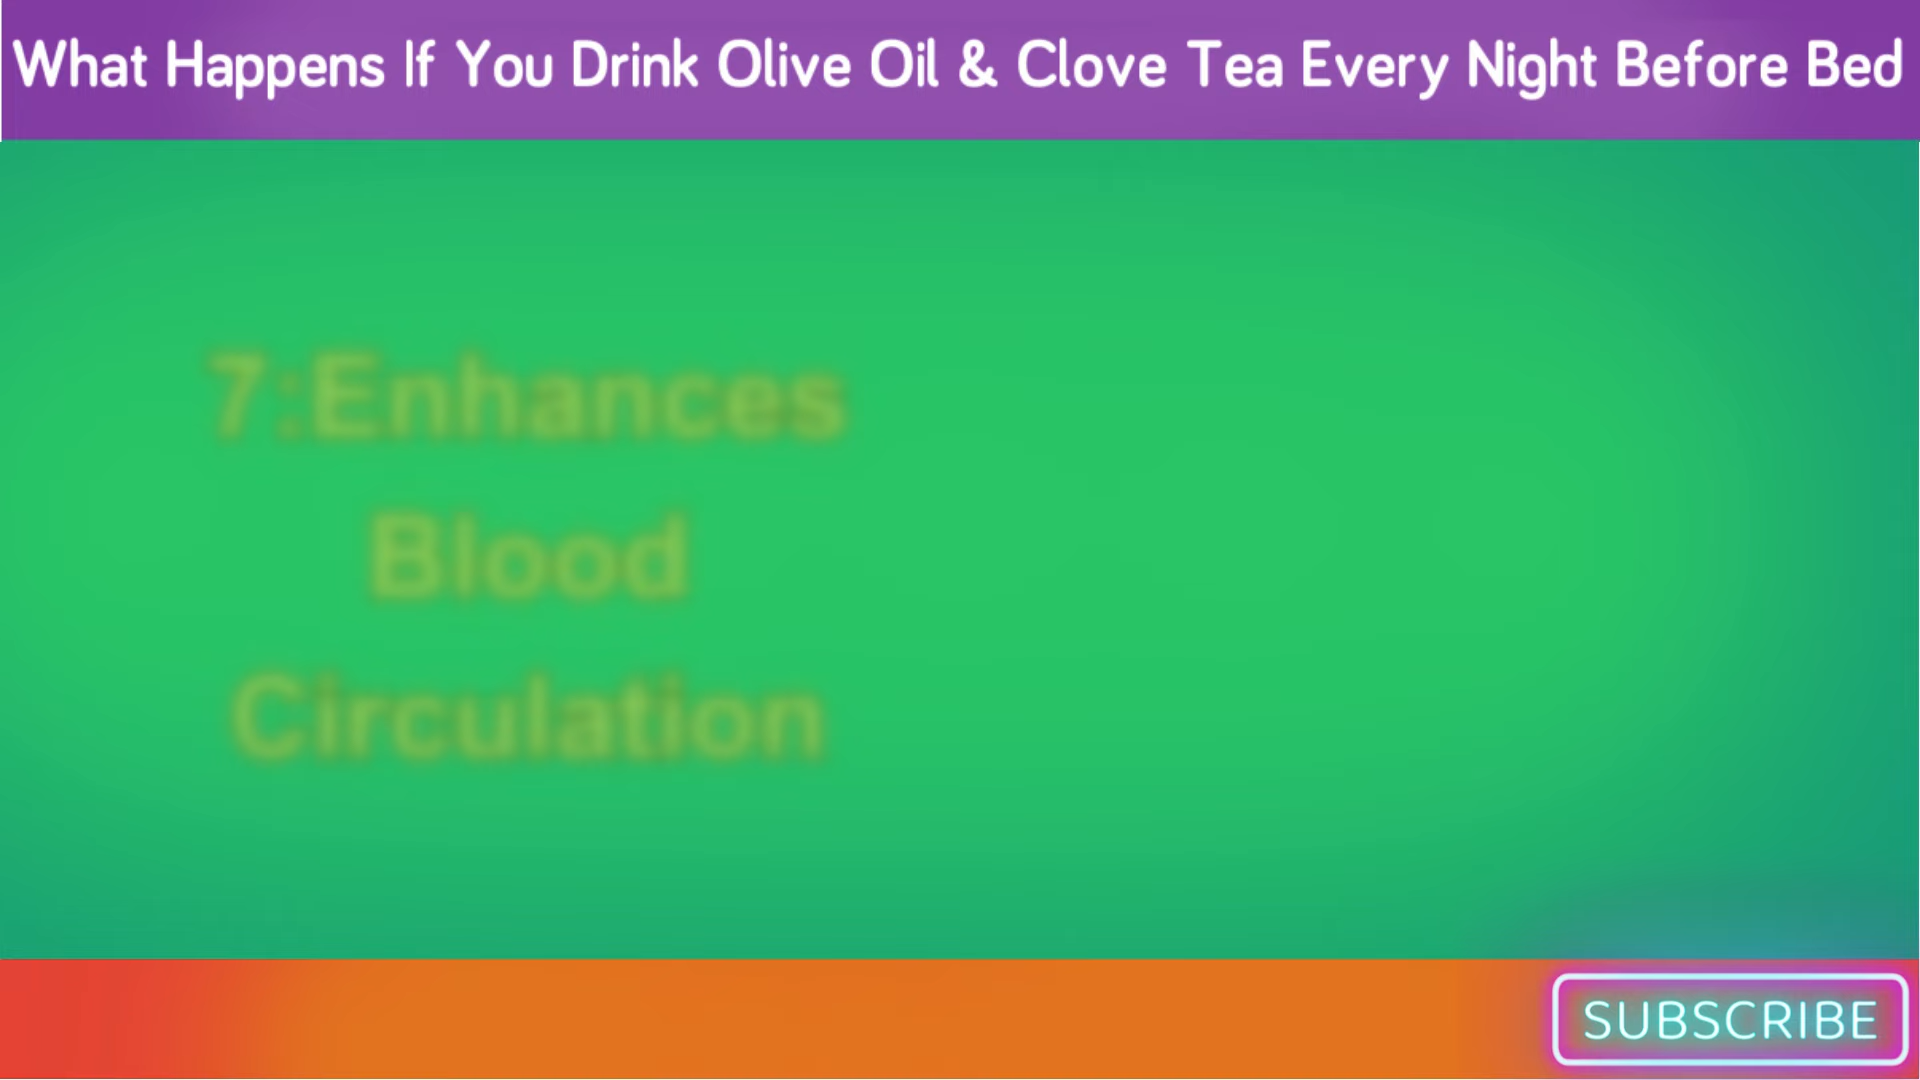 What Happens If You Drink Olive Oil & Clove Tea Every Night Before Bed
7:Enhances
Blood
Circulation
SUBSCRIBE